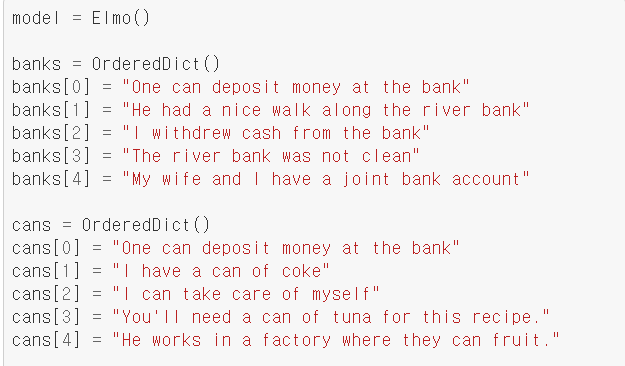 model = Elmo()
banks = OrderedDict()
banks[0] = "One can deposit money at the bank"
banks[1] = "He had a nice walk along the river bank"
banks[2] = "I withdrew cash from the bank"
banks[3] = "The river bank was not clean"
banks[4] = "My wife and I have a joint bank account"
cans = OrderedDict()
cans[0] = "One can deposit money at the bank"
cans[1] = "I have a can of coke"
cans[2] = "I can take care of myself"
cans[3] = "You'll need a can of tuna for this recipe."
cans[4] = "He works in a factory where they can fruit."